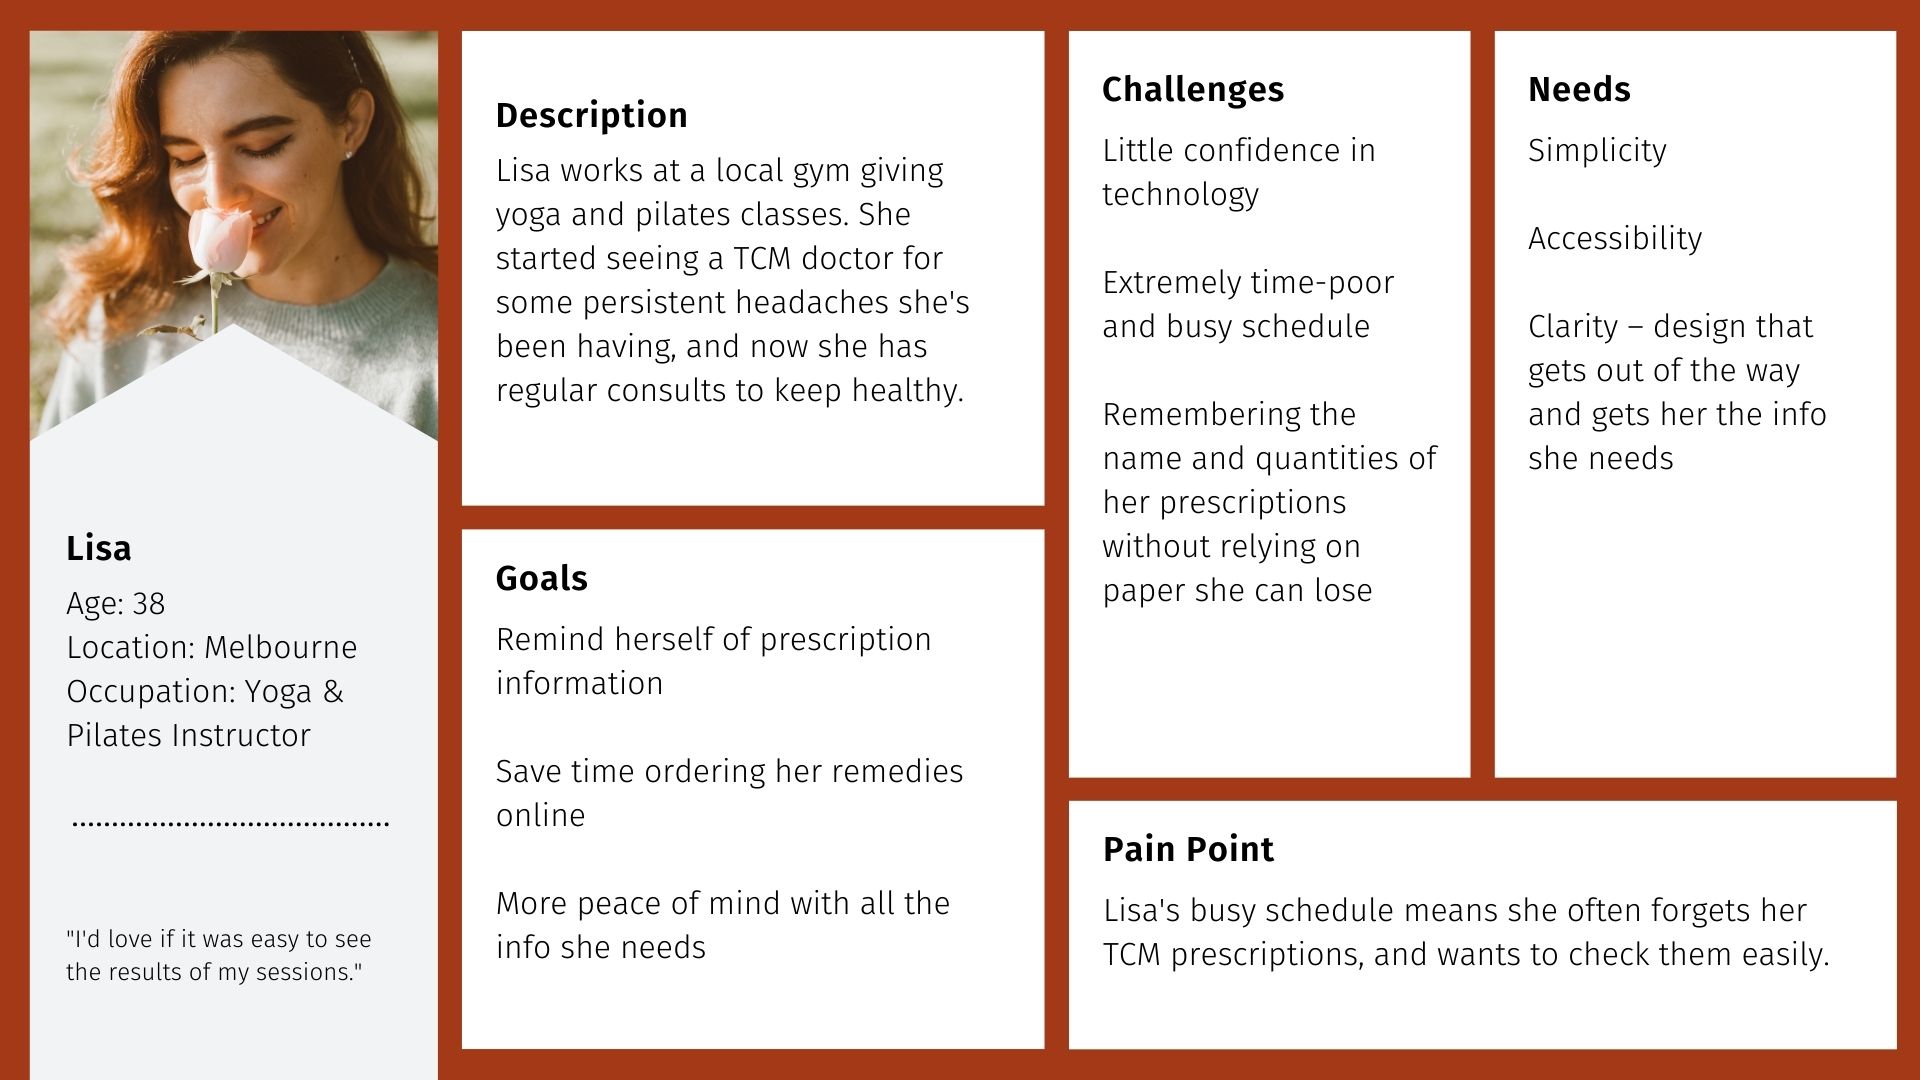 Lisa
Age: 38
Location: Melbourne
Occupation: Yoga &
Pilates Instructor
"I'd love if it was easy to see
the results of my sessions."
Description
Lisa works at a local gym giving
yoga and pilates classes. She
started seeing a TCM doctor for
some persistent headaches she's
been having, and now she has
regular consults to keep healthy.
Goals
Remind herself of prescription
information
Save time ordering her remedies
online
More peace of mind with all the
info she needs
Challenges
Little confidence in
technology
Extremely time-poor
and busy schedule
Remembering the
name and quantities of
her prescriptions
without relying on
paper she can lose
Needs
Simplicity
Accessibility
Clarity – design that
gets out of the way
and gets her the info
she needs
Pain Point
Lisa's busy schedule means she often forgets her
TCM prescriptions, and wants to check them easily.